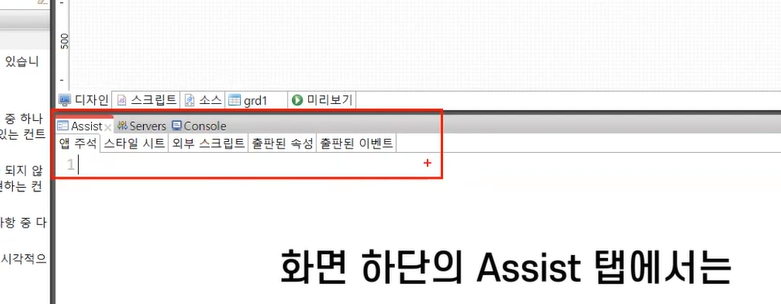 있습니
500
디자인 스크립트 소스 grd1 미리보기
중 하나
있는 컨트
Assist Servers Console
앱 주석 스타일 시트 외부 스크립트 출판된 속성 출판된 이벤트
1
되지 않
현하는 컨
사항 중 다
시각적으
화면 하단의 Assist 탭에서는